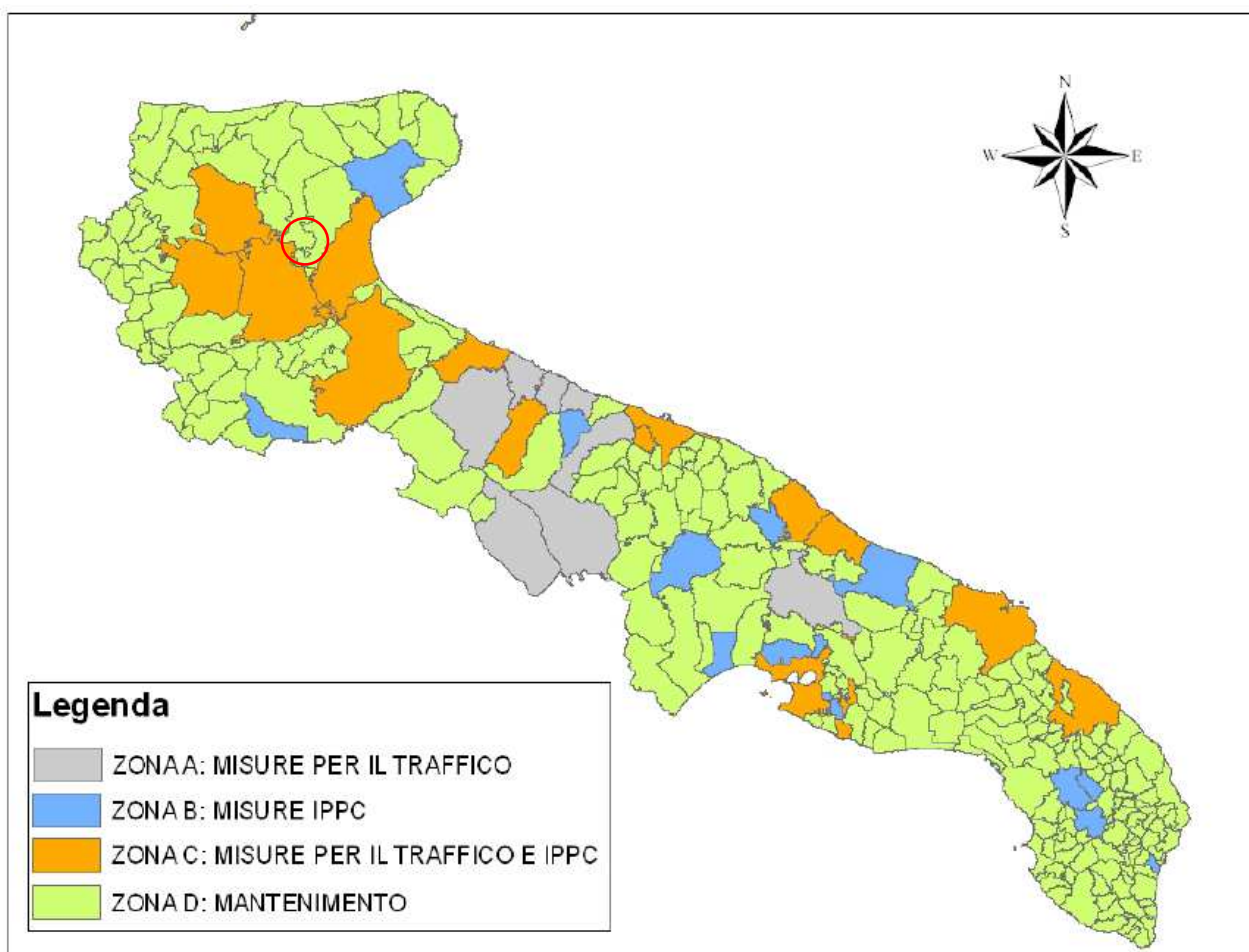 N
W E
S
Legenda
ZONA A: MISURE PER IL TRAFFICO
ZONA B: MISURE IPPC
ZONA C: MISURE PER IL TRAFFICO E IPPC
ZONA D: MANTENIMENTO